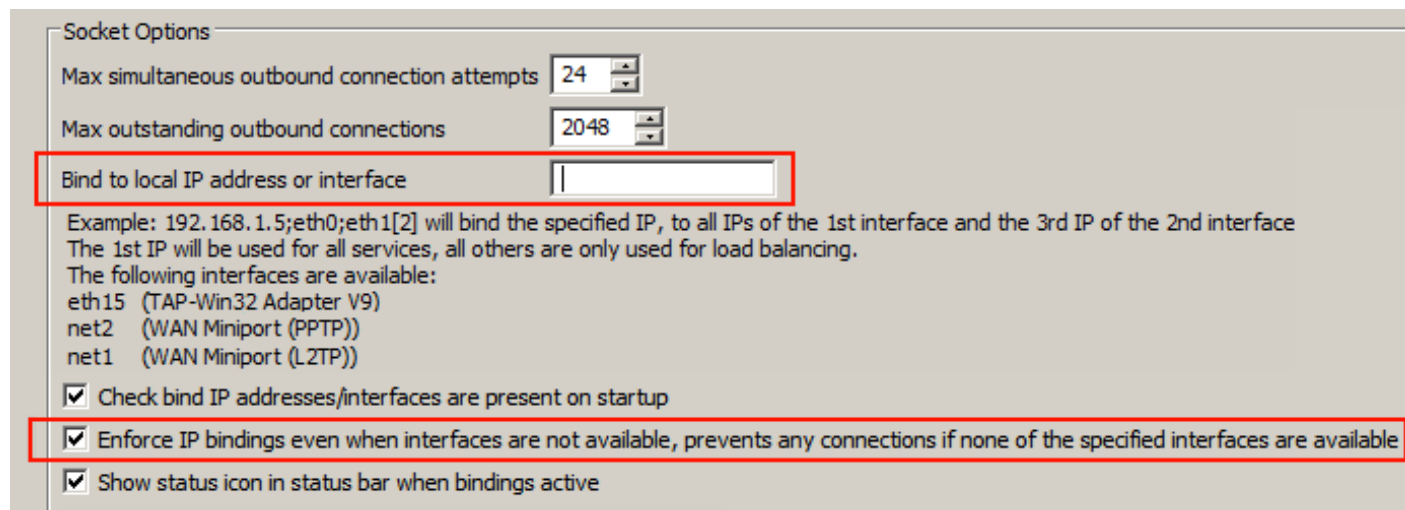 Socket Options
Max simultaneous outbound connection attempts 24
Max outstanding outbound connections 2048
Bind to local IP address or interface
Example: 192.168.1.5;eth0;eth1[2] will bind the specified IP, to all IPs of the 1st interface and the 3rd IP of the 2nd interface
The 1st IP will be used for all services, all others are only used for load balancing.
The following interfaces are available:
eth15 (TAP-Win32 Adapter V9)
net2 (WAN Miniport (PPTP))
net1 (WAN Miniport (L2TP))
Check bind IP addresses/interfaces are present on startup
Enforce IP bindings even when interfaces are not available, prevents any connections if none of the specified interfaces are available
Show status icon in status bar when bindings active